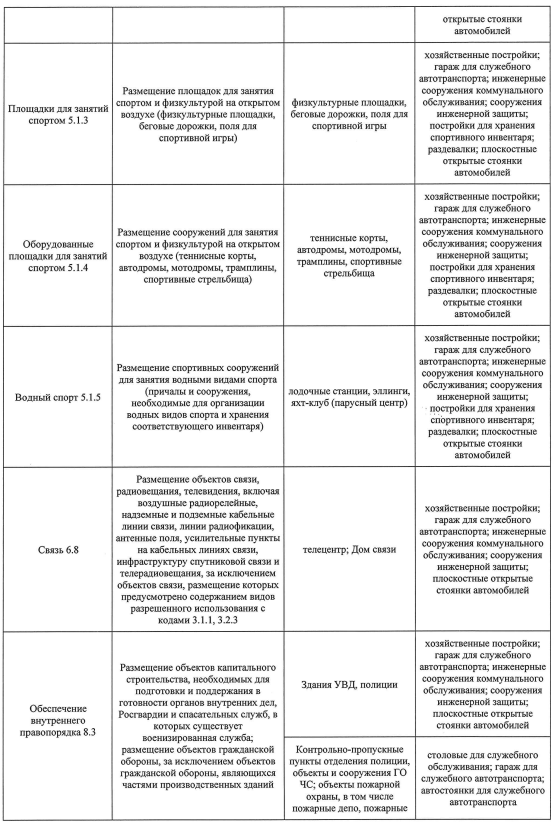 открытые стоянки
автомобилей
Площадки для занятий
спортом 5.1.3
Размещение площадок для занятия
спортом и физкультурой на открытом
воздухе (физкультурные площадки,
беговые дорожки, поля для
спортивной игры)
физкультурные площадки,
беговые дорожки, поля для
спортивной игры
хозяйственные постройки;
гараж для служебного
автотранспорта; инженерные
сооружения коммунального
обслуживания; сооружения
инженерной защиты;
постройки для хранения
спортивного инвентаря;
раздевалки; плоскостные
открытые стоянки
автомобилей
Оборудованные
площадки для занятий
спортом 5.1.4
Размещение сооружений для занятия
спортом и физкультурой на открытом
воздухе (теннисные корты,
автодромы, мотодромы, трамплины,
спортивные стрельбища)
теннисные корты,
автодромы, мотодромы,
трамплины, спортивные
стрельбища
хозяйственные постройки;
гараж для служебного
автотранспорта; инженерные
сооружения коммунального
обслуживания; сооружения
инженерной защиты;
постройки для хранения
спортивного инвентаря;
раздевалки; плоскостные
открытые стоянки
автомобилей
Водный спорт 5.1.5
Размещение спортивных сооружений
для занятия водными видами спорта
(причалы и сооружения,
необходимые для организации
водных видов спорта и хранения
соответствующего инвентаря)
лодочные станции, эллинги,
яхт-клуб (парусный центр)
хозяйственные постройки;
гараж для служебного
автотранспорта; инженерные
сооружения коммунального
обслуживания; сооружения
инженерной защиты;
постройки для хранения
спортивного инвентаря;
раздевалки; плоскостные
открытые стоянки
автомобилей
Связь 6.8
Размещение объектов связи,
радиовещания, телевидения, включая
воздушные радиорелейные,
надземные и подземные кабельные
линии связи, линии радиофикации,
антенные поля, усилительные пункты
на кабельных линиях связи,
инфраструктуру спутниковой связи и
телерадиовещания, за исключением
объектов связи, размещение которых
предусмотрено содержанием видов
разрешенного использования с
кодами 3.1.1, 3.2.3
телецентр; Дом связи
хозяйственные постройки;
гараж для служебного
автотранспорта; инженерные
сооружения коммунального
обслуживания; сооружения
инженерной защиты;
плоскостные открытые
стоянки автомобилей
Обеспечение
внутреннего
правопорядка 8.3
Размещение объектов капитального
строительства, необходимых для
подготовки и поддержания в
готовности органов внутренних дел,
Росгвардии и спасательных служб, в
которых существует
военизированная служба;
размещение объектов гражданской
обороны, за исключением объектов
гражданской обороны, являющихся
частями производственных зданий
Здания УВД, полиции
хозяйственные постройки;
гараж для служебного
автотранспорта; инженерные
сооружения коммунального
обслуживания; сооружения
инженерной защиты;
плоскостные открытые
стоянки автомобилей
Контрольно-пропускные
пункты отделения полиции,
объекты и сооружения ГО
ЧС; объекты пожарной
охраны, в том числе
пожарные депо, пожарные
столовые для служебного
обслуживания; гараж для
служебного автотранспорта;
автостоянки для служебного
автотранспорта